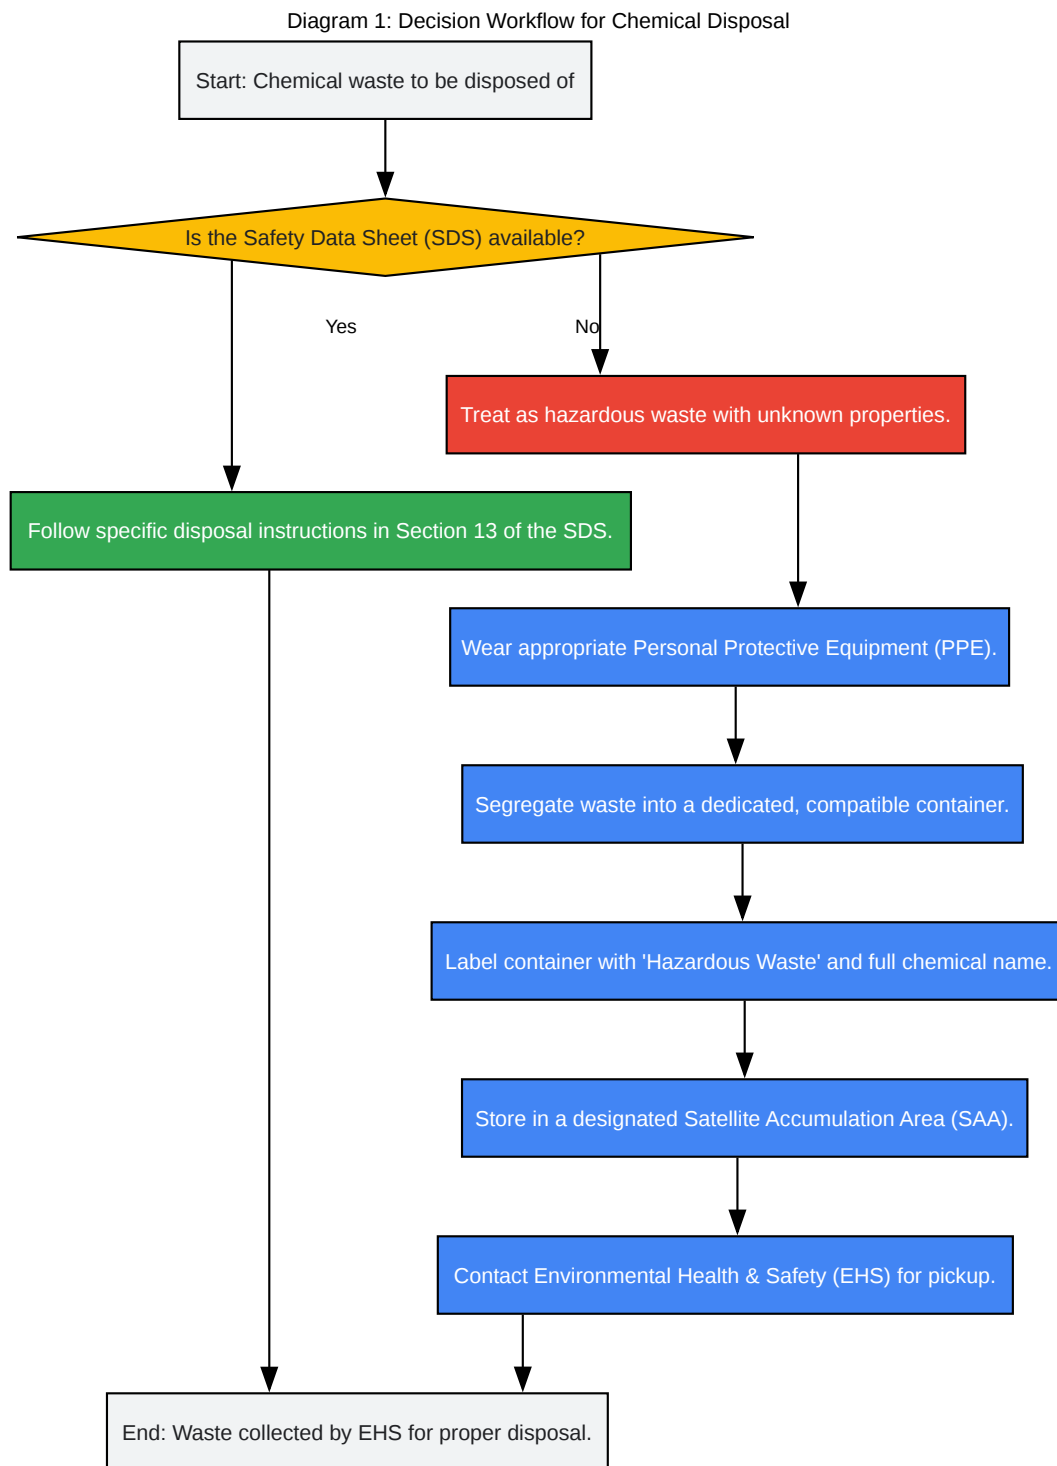 Diagram 1: Decision Workflow for Chemical Disposal
Start: Chemical waste to be disposed of
Is the Safety Data Sheet (SDS) available?
Yes
No
Treat as hazardous waste with unknown properties.
Follow specific disposal instructions in Section 13 of the SDS.
Wear appropriate Personal Protective Equipment (PPE).
Segregate waste into a dedicated, compatible container.
Label container with 'Hazardous Waste' and full chemical name.
Store in a designated Satellite Accumulation Area (SAA).
Contact Environmental Health & Safety (EHS) for pickup.
End: Waste collected by EHS for proper disposal.